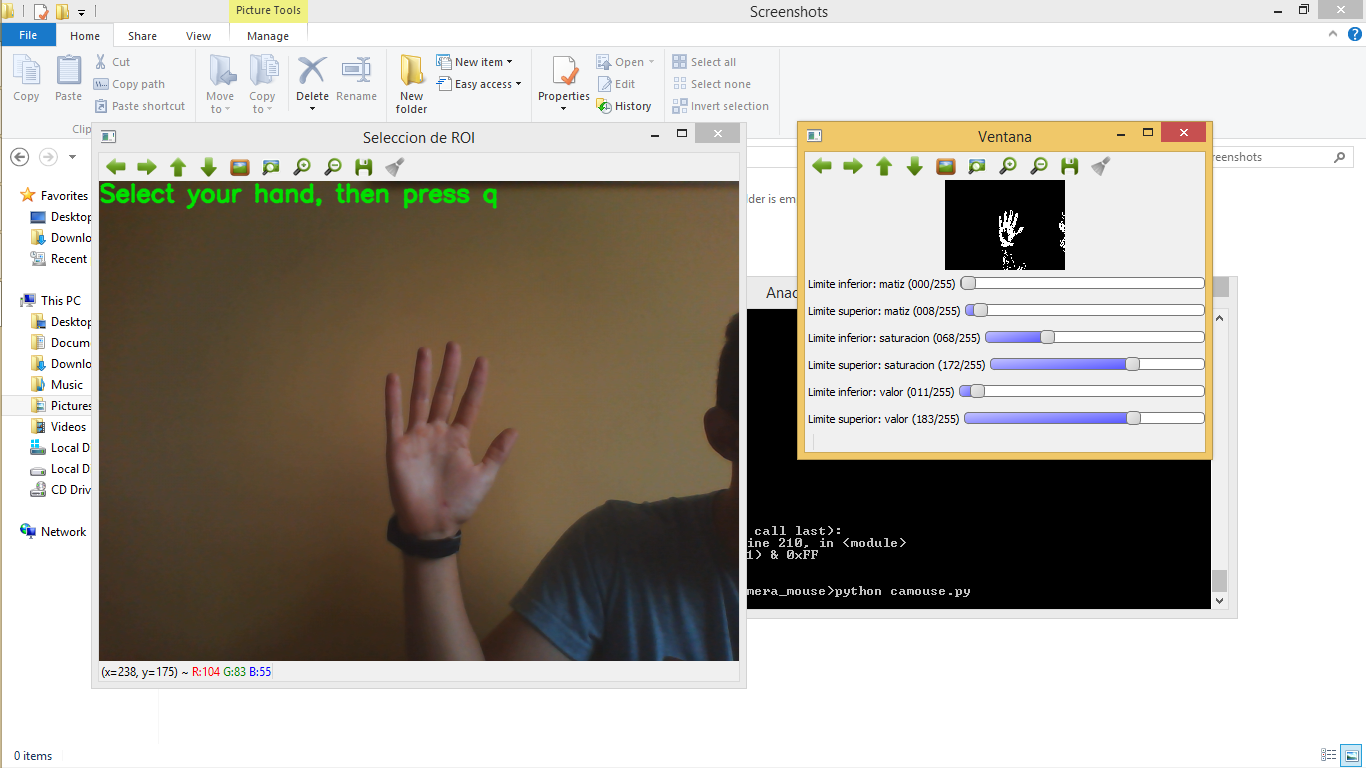 Picture Tools
Screenshots
File
Home
Share
View
Manage
Copy
Paste
Cut
Copy path
Paste shortcut
Move to
Copy to
Delete
Rename
New folder
New item
Easy access
Properties
Open
Edit
History
Select all
Select none
Invert selection
Clip
Favorites
Desktop
Downlo
Recent
This PC
Desktop
Docum
Downlo
Music
Pictures
Videos
Local D
Local D
CD Driv
Network
0 items
Seleccion de ROI
Select your hand, then press q
(x=238, y=175) ~ R:104 G:83 B:55
Ventana
Limite inferior: matiz (000/255)
Limite superior: matiz (008/255)
Limite inferior: saturacion (068/255)
Limite superior: saturacion (172/255)
Limite inferior: valor (011/255)
Limite superior: valor (183/255)
reenshots
lder is em
Anac
call last):
ine 210, in <module>
1) & 0xFF
mera_mouse>python camouse.py